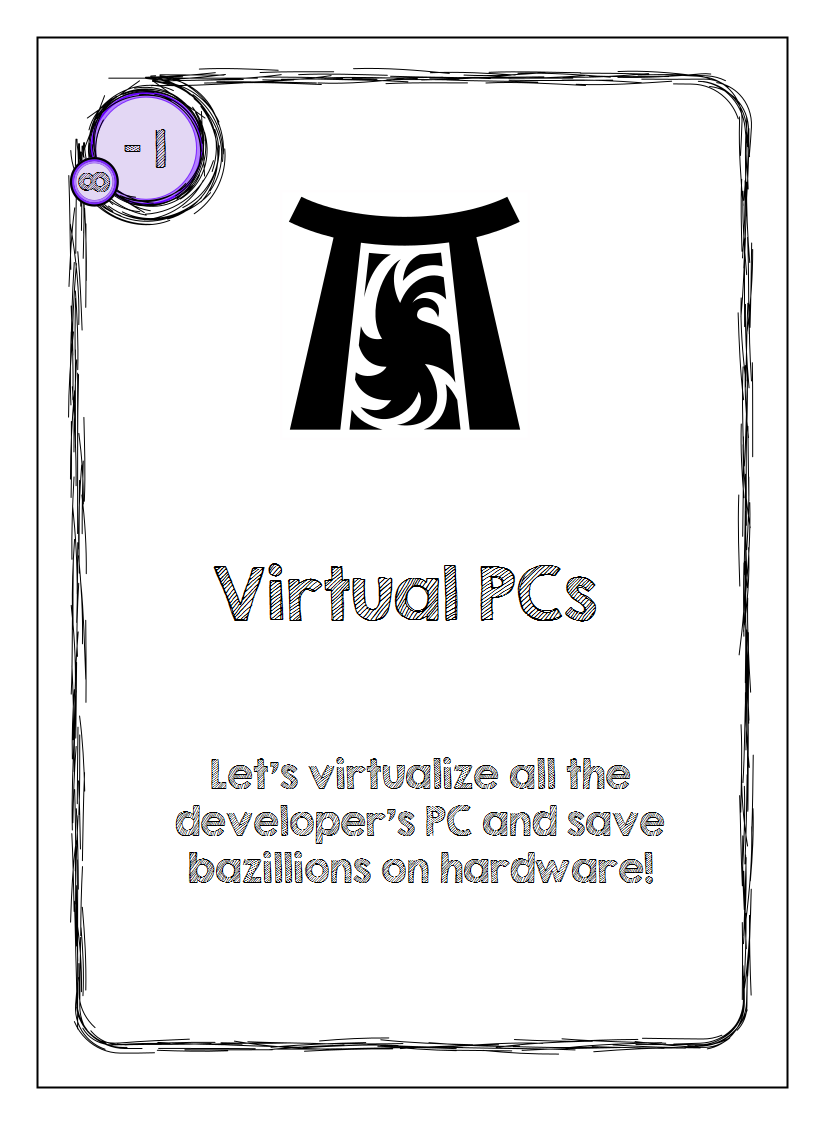 -1
∞
Virtual PCs
Let's virtualize all the
developer's PC and save
bazillions on hardware!